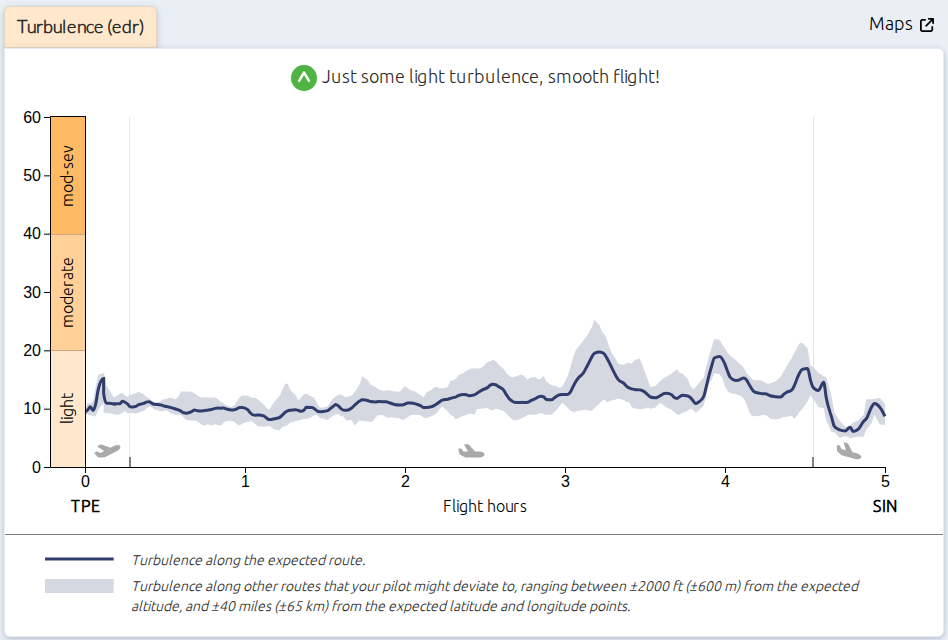 Turbulence (edr)
Maps
Just some light turbulence, smooth flight!
60
50
40
30
20
10
0
mod-sev
moderate
light
0 1 2 3 4 5
TPE Flight hours SIN
Turbulence along the expected route.
Turbulence along other routes that your pilot might deviate to, ranging between ±2000 ft (±600 m) from the expected
altitude, and ±40 miles (±65 km) from the expected latitude and longitude points.